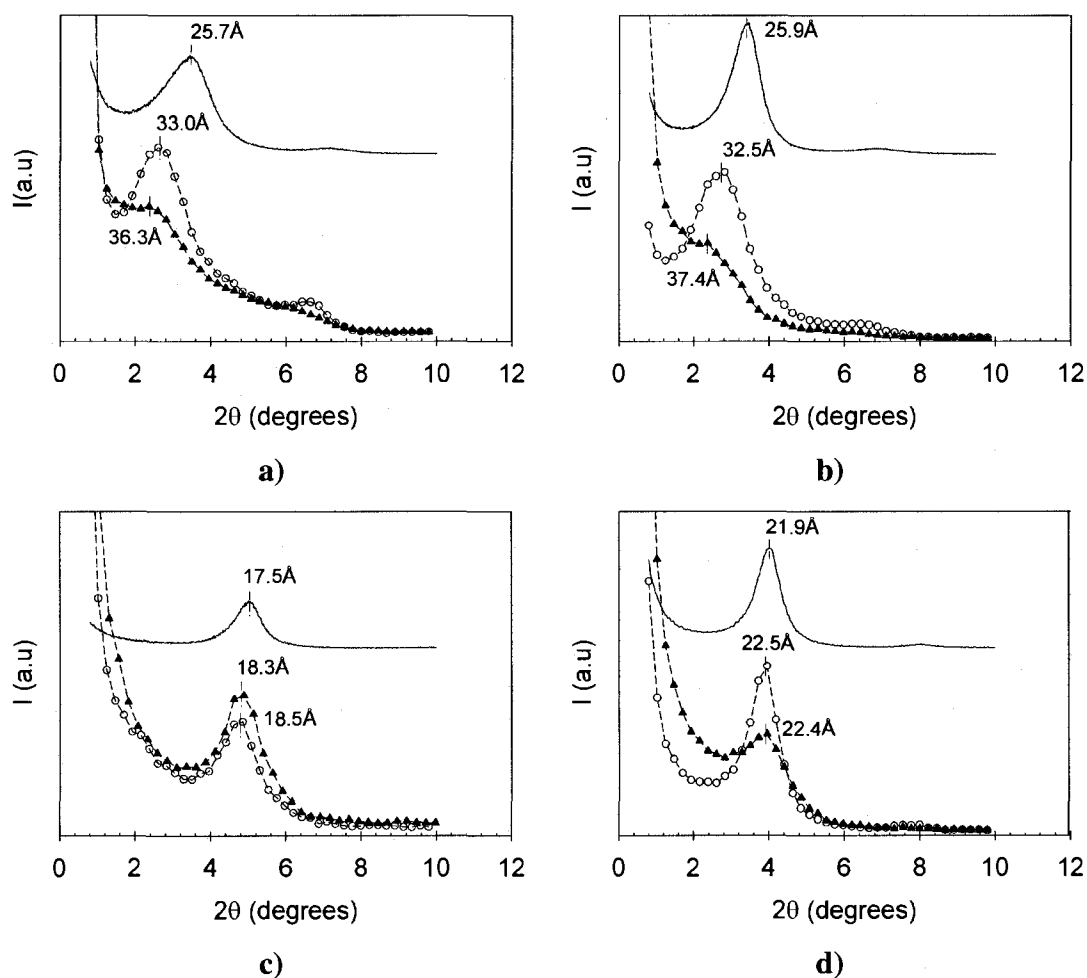 25.7Å
33.0Å
36.3Å
I(a.u)
0 2 4 6 8 10 12
2θ (degrees)
a)
25.9Å
32.5Å
37.4Å
I (a.u)
0 2 4 6 8 10 12
2θ (degrees)
b)
17.5Å
18.3Å
18.5Å
I (a.u)
0 2 4 6 8 10 12
2θ (degrees)
c)
21.9Å
22.5Å
22.4Å
I (a.u)
0 2 4 6 8 10 12
2θ (degrees)
d)